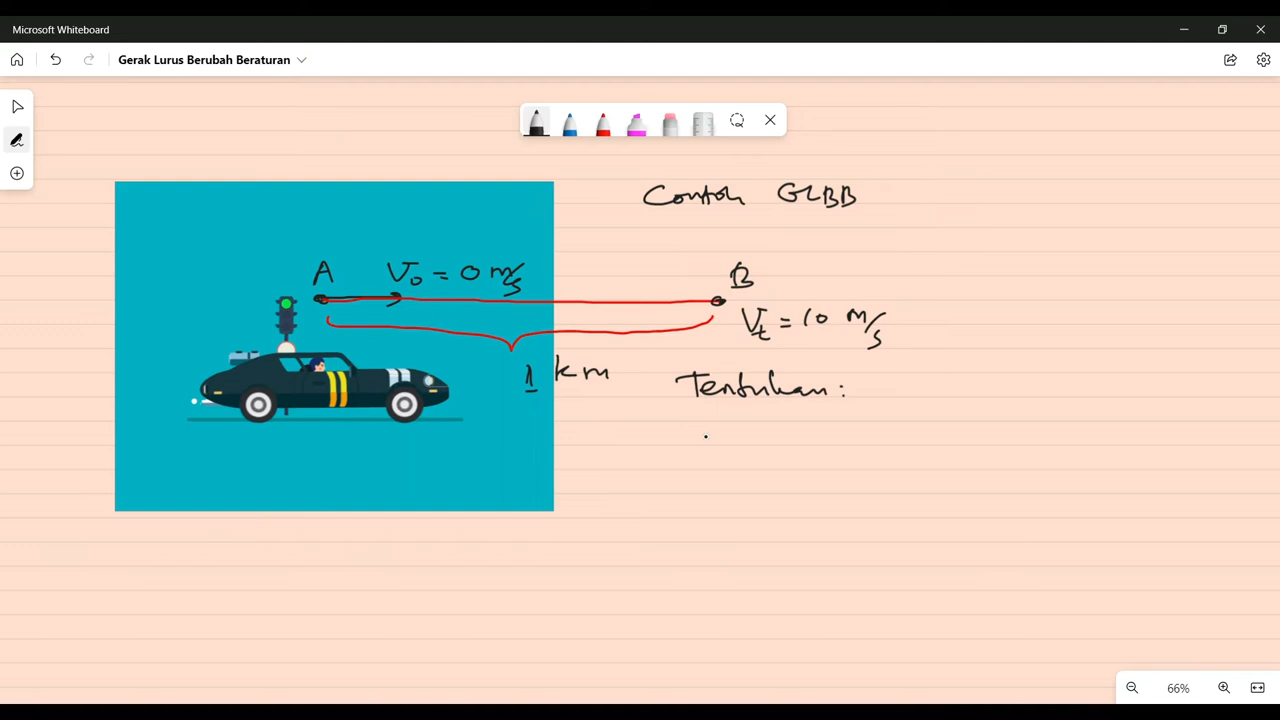 Microsoft Whiteboard
Gerak Lurus Berubah Beraturan
Contoh GLBB
A V₀ = 0 m/s
B
Vₜ = 10 m/s
1 km
Tentukan :
66%